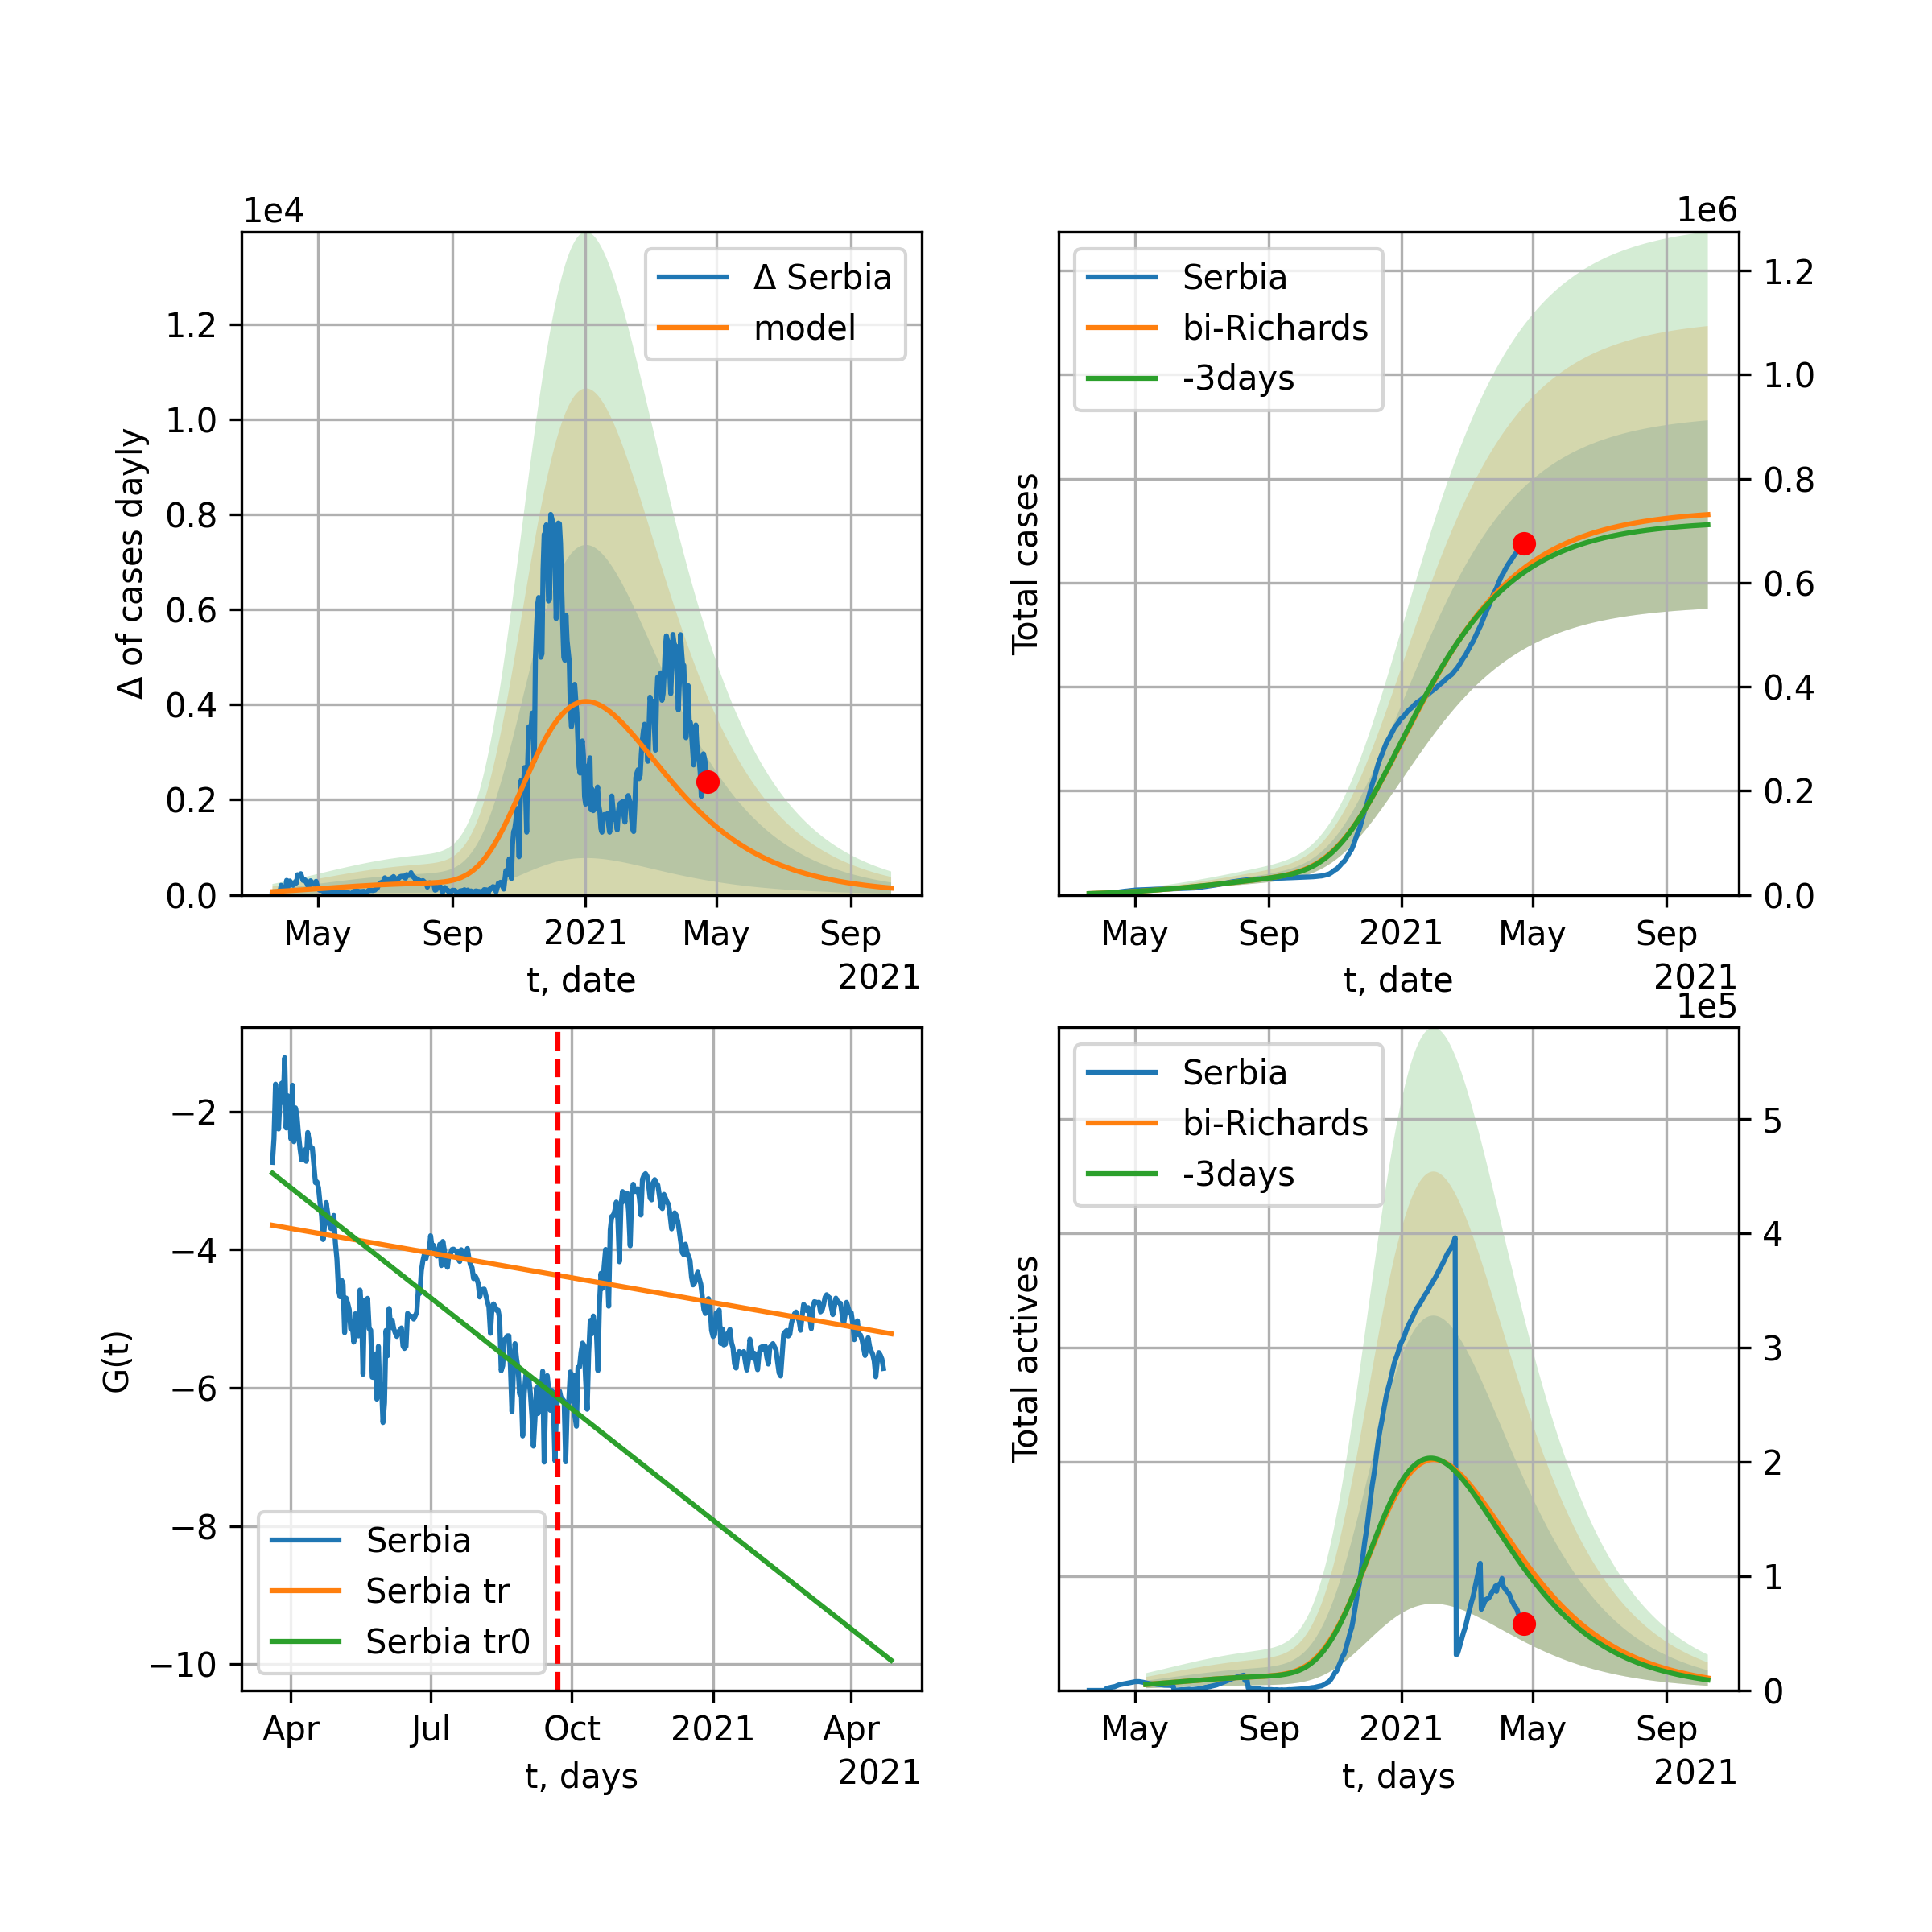 1e4
Δ of cases dayly
1.2
1.0
0.8
0.6
0.4
0.2
0.0
Δ Serbia
model
May Sep 2021 May Sep
t, date
2021
1e6
Total cases
Serbia
bi-Richards
-3days
1.2
1.0
0.8
0.6
0.4
0.2
0.0
May Sep 2021 May Sep
t, date
2021
G(t)
−2
−4
−6
−8
−10
Serbia
Serbia tr
Serbia tr0
Apr Jul Oct 2021 Apr
t, days
2021
1e5
Total actives
Serbia
bi-Richards
-3days
5
4
3
2
1
0
May Sep 2021 May Sep
t, days
2021